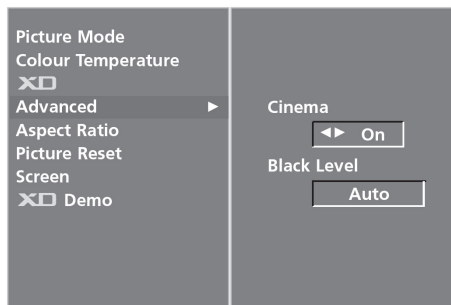 Picture Mode
Colour Temperature
XD
Advanced ►
Aspect Ratio
Picture Reset
Screen
XD Demo
Cinema
◄► On
Black Level
Auto